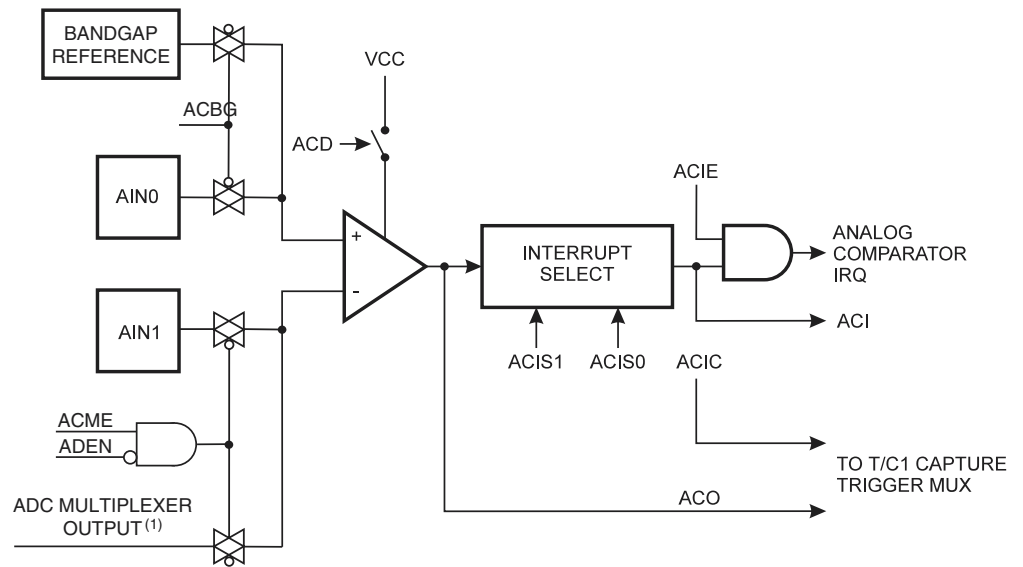 BANDGAP
REFERENCE
VCC
ACBG
ACD
AIN0
ACIE
+
INTERRUPT
SELECT
ANALOG
COMPARATOR
IRQ
-
AIN1
ACI
ACIS1
ACIS0
ACIC
ACME
ADEN
TO T/C1 CAPTURE
TRIGGER MUX
ADC MULTIPLEXER
OUTPUT (1)
ACO